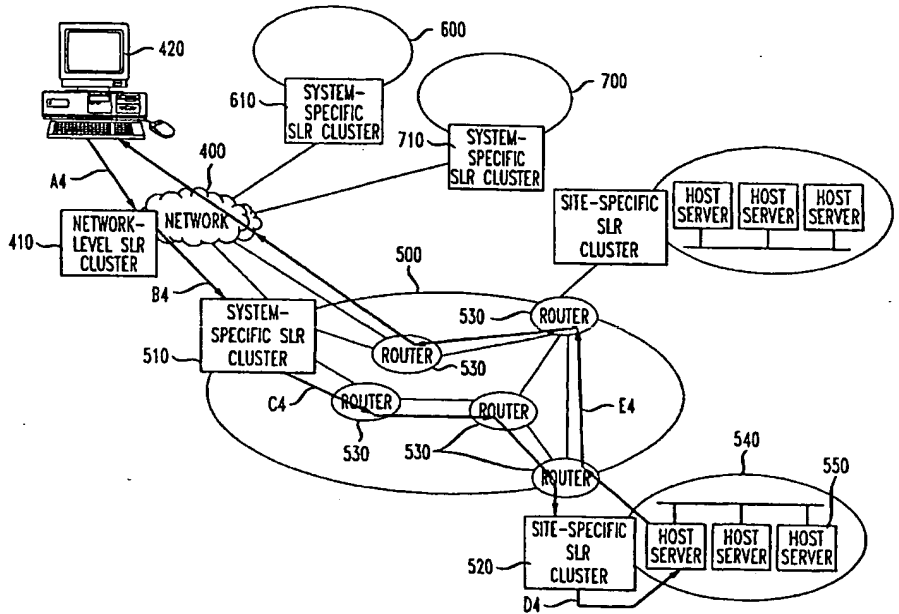 420
600
610
SYSTEM-
SPECIFIC
SLR CLUSTER
700
710
SYSTEM-
SPECIFIC
SLR CLUSTER
A4
400
NETWORK
410
NETWORK-
LEVEL SLR
CLUSTER
SITE-SPECIFIC
SLR
CLUSTER
HOST
SERVER
HOST
SERVER
HOST
SERVER
B4
500
510
SYSTEM-
SPECIFIC SLR
CLUSTER
530
ROUTER
ROUTER
530
C4
ROUTER
530
ROUTER
530
E4
ROUTER
540
550
520
SITE-SPECIFIC
SLR
CLUSTER
HOST
SERVER
HOST
SERVER
HOST
SERVER
D4